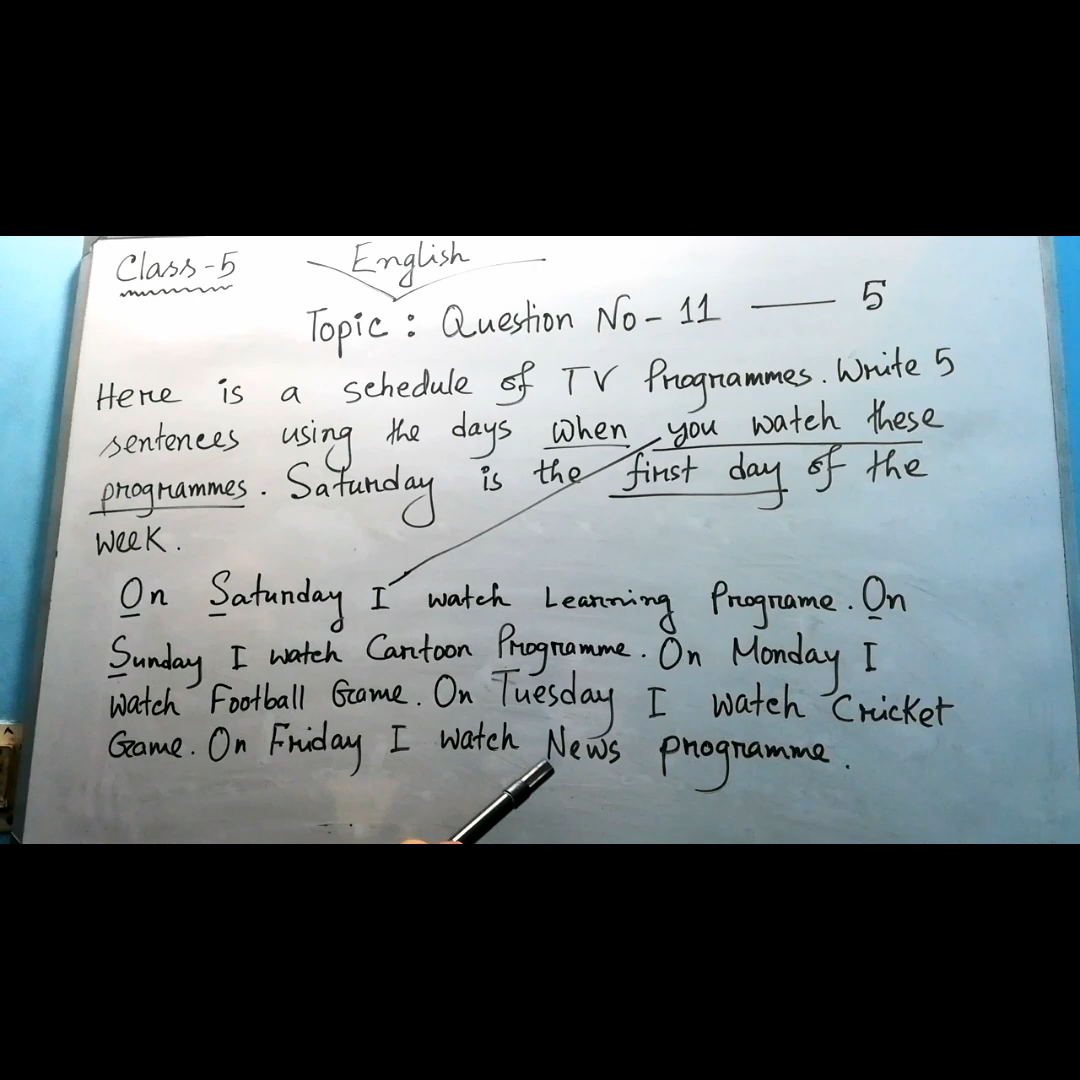 Class-5 English
Topic: Question No-11 — 5
Here is a schedule of TV Programmes. Write 5
sentences using the days when you watch these
programmes. Saturday is the first day of the
week.
On Saturday I watch Learning Programe. On
Sunday I watch Cartoon Programme. On Monday I
watch Football Game. On Tuesday I watch Cricket
Game. On Friday I watch News programme.